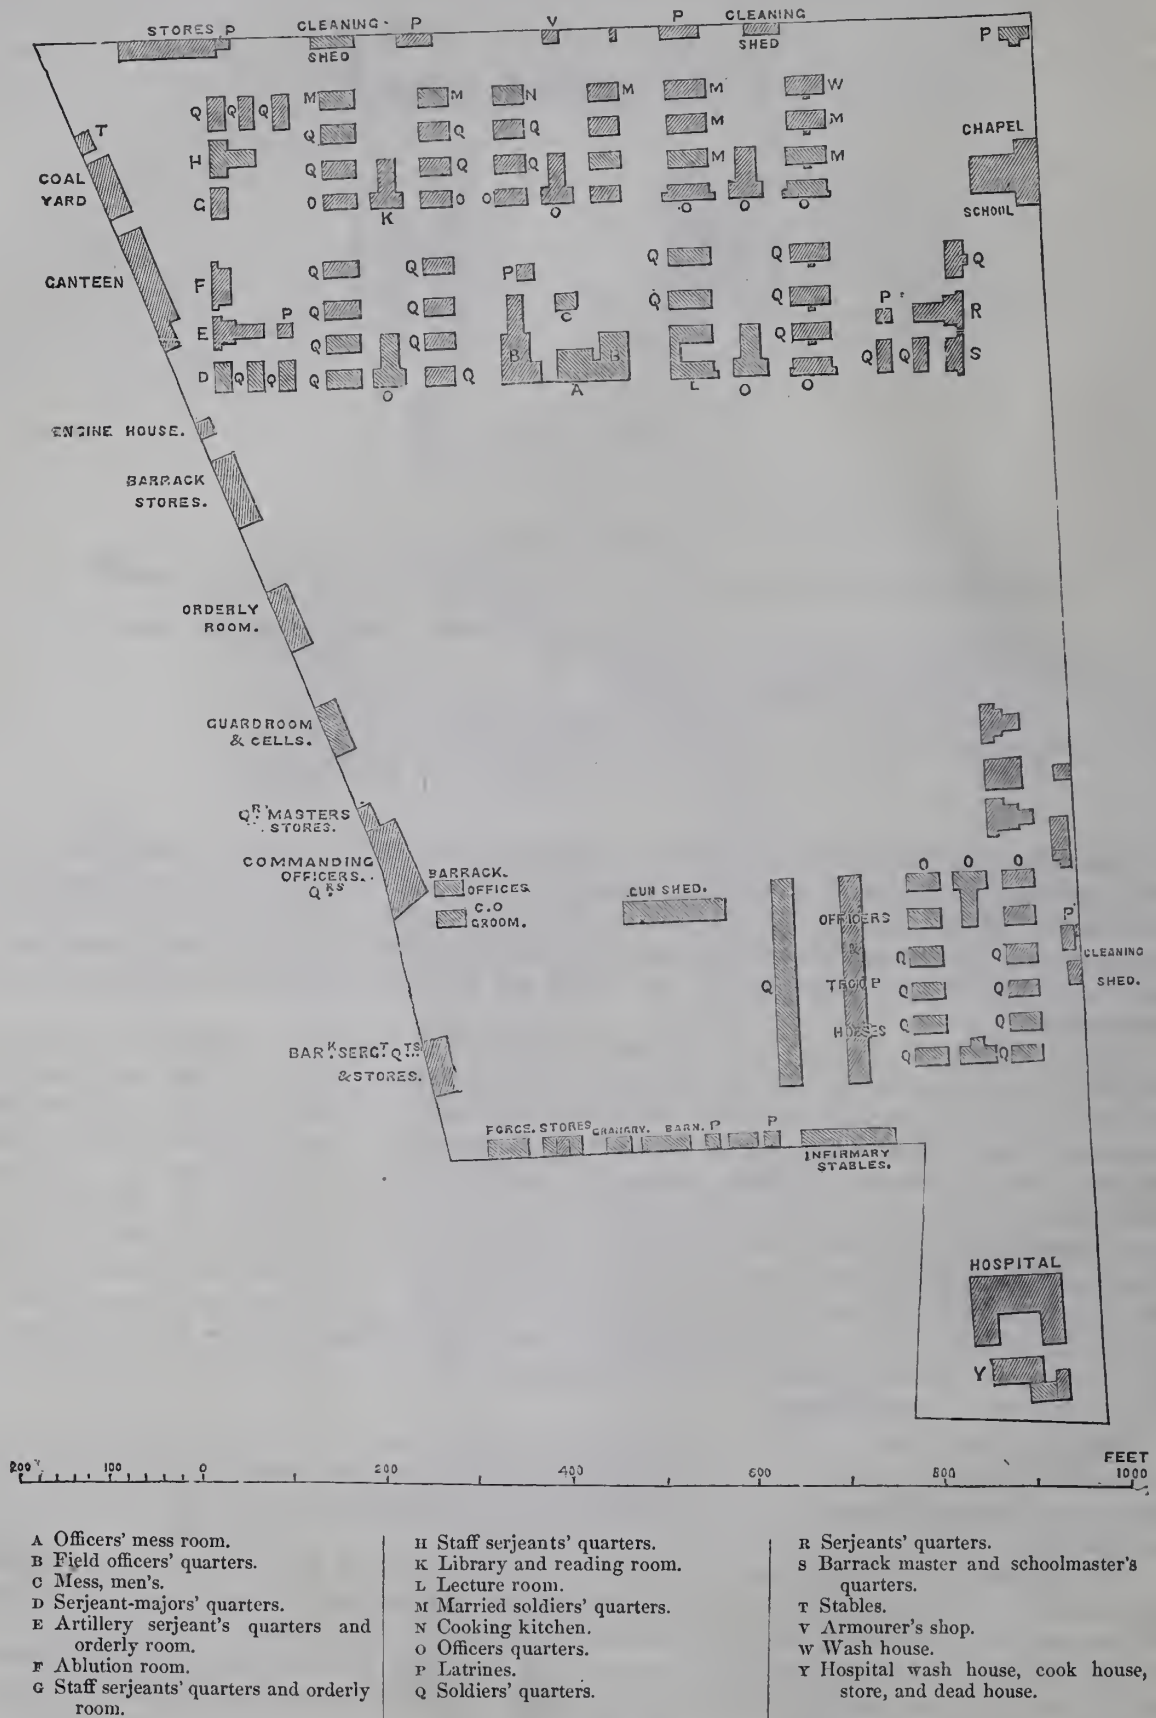 STORES P CLEANING P V P CLEANING
SHED SHED P
M M N M M W
Q Q Q Q Q Q M M
T CHAPEL
H Q Q Q M M
COAL
YARD
G O K O O O O O O SCHOOL
CANTEEN F Q Q P Q Q Q
C
E P Q Q Q Q P R
Q Q B B Q
D Q Q Q O Q A L O O Q Q S
ENGINE HOUSE.
BARRACK
STORES.
ORDERLY
ROOM.
GUARDROOM
& CELLS.
QR. MASTERS
STORES.
COMMANDING
OFFICERS.
QRS
BARRACK.
OFFICES
C.O
GROOM.
GUN SHED.
O O O
OFFICERS
&
TROOP
HORSES
P
CLEANING
SHED.
Q Q Q
Q Q
Q Q
Q Q
BARK SERGT QTS
& STORES.
FORGE. STORES GRANARY. BARN. P P
INFIRMARY
STABLES.
HOSPITAL
Y
FEET
200 100 0 200 400 600 800 1000
A Officers' mess room.
B Field officers' quarters.
C Mess, men's.
D Serjeant-majors' quarters.
E Artillery serjeant's quarters and
orderly room.
F Ablution room.
G Staff serjeants' quarters and orderly
room.
H Staff serjeants' quarters.
K Library and reading room.
L Lecture room.
M Married soldiers' quarters.
N Cooking kitchen.
O Officers quarters.
P Latrines.
Q Soldiers' quarters.
R Serjeants' quarters.
S Barrack master and schoolmaster's
quarters.
T Stables.
V Armourer's shop.
W Wash house.
Y Hospital wash house, cook house,
store, and dead house.